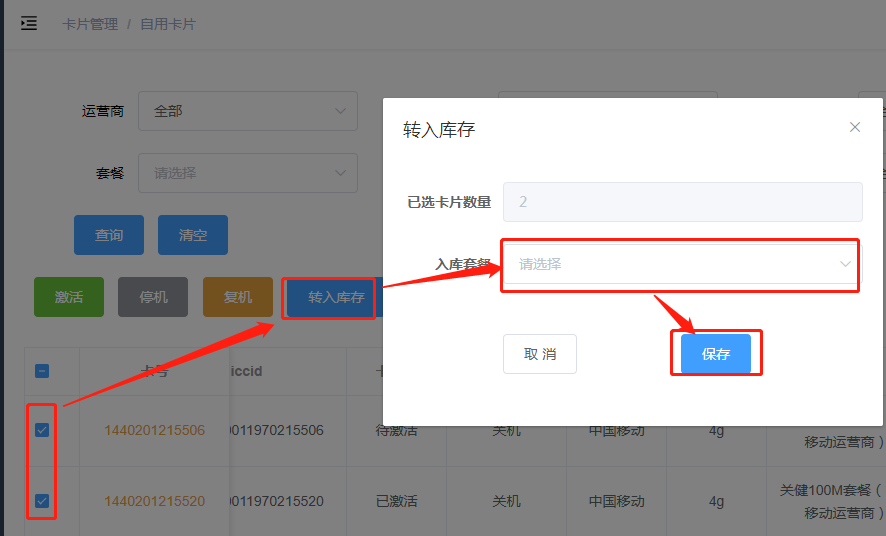 卡片管理 / 自用卡片
运营商 全部
套餐 请选择
查询 清空
激活 停机 复机 转入库存
转入库存
已选卡片数量 2
入库套餐 请选择
取 消 保存
卡号 iccid
1440201215506 0011970215506 待激活 关机 中国移动 4g
移动运营商）
1440201215520 0011970215520 已激活 关机 中国移动 4g 关健100M套餐（
移动运营商）